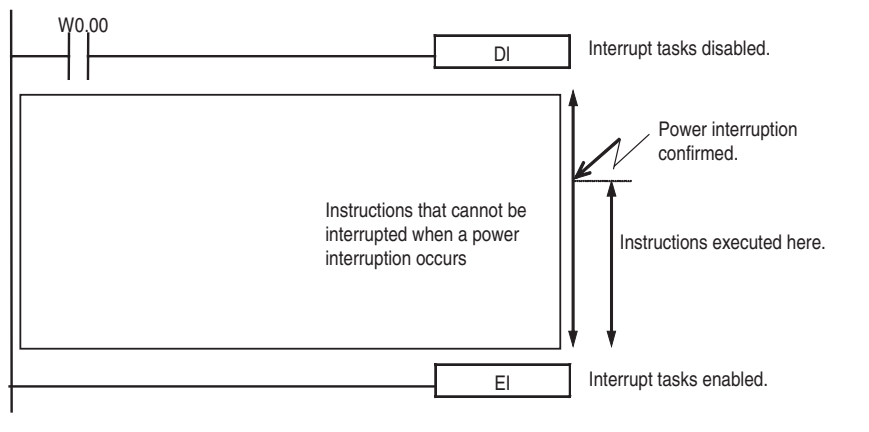 W0.00
DI
Interrupt tasks disabled.
Power interruption
confirmed.
Instructions that cannot be
interrupted when a power
interruption occurs
Instructions executed here.
EI
Interrupt tasks enabled.